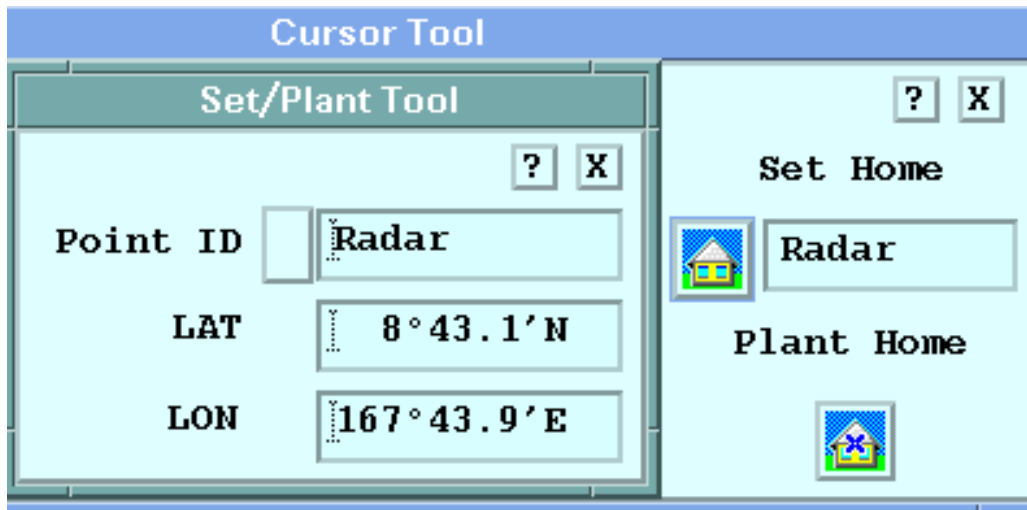 Cursor Tool
Set/Plant Tool
? X
Point ID Radar
LAT 8°43.1′N
LON 167°43.9′E
? X
Set Home
Radar
Plant Home